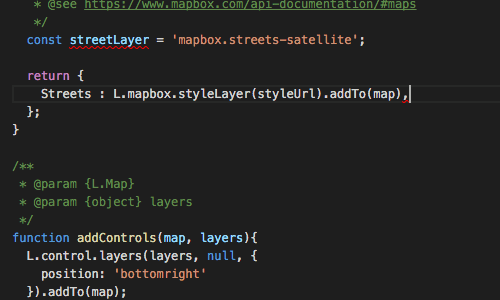 * @see https://www.mapbox.com/api-documentation/#maps
*/
const streetLayer = 'mapbox.streets-satellite';
return {
Streets : L.mapbox.styleLayer(styleUrl).addTo(map),
};
}
/**
* @param {L.Map}
* @param {object} layers
*/
function addControls(map, layers){
L.control.layers(layers, null, {
position: 'bottomright'
}).addTo(map);